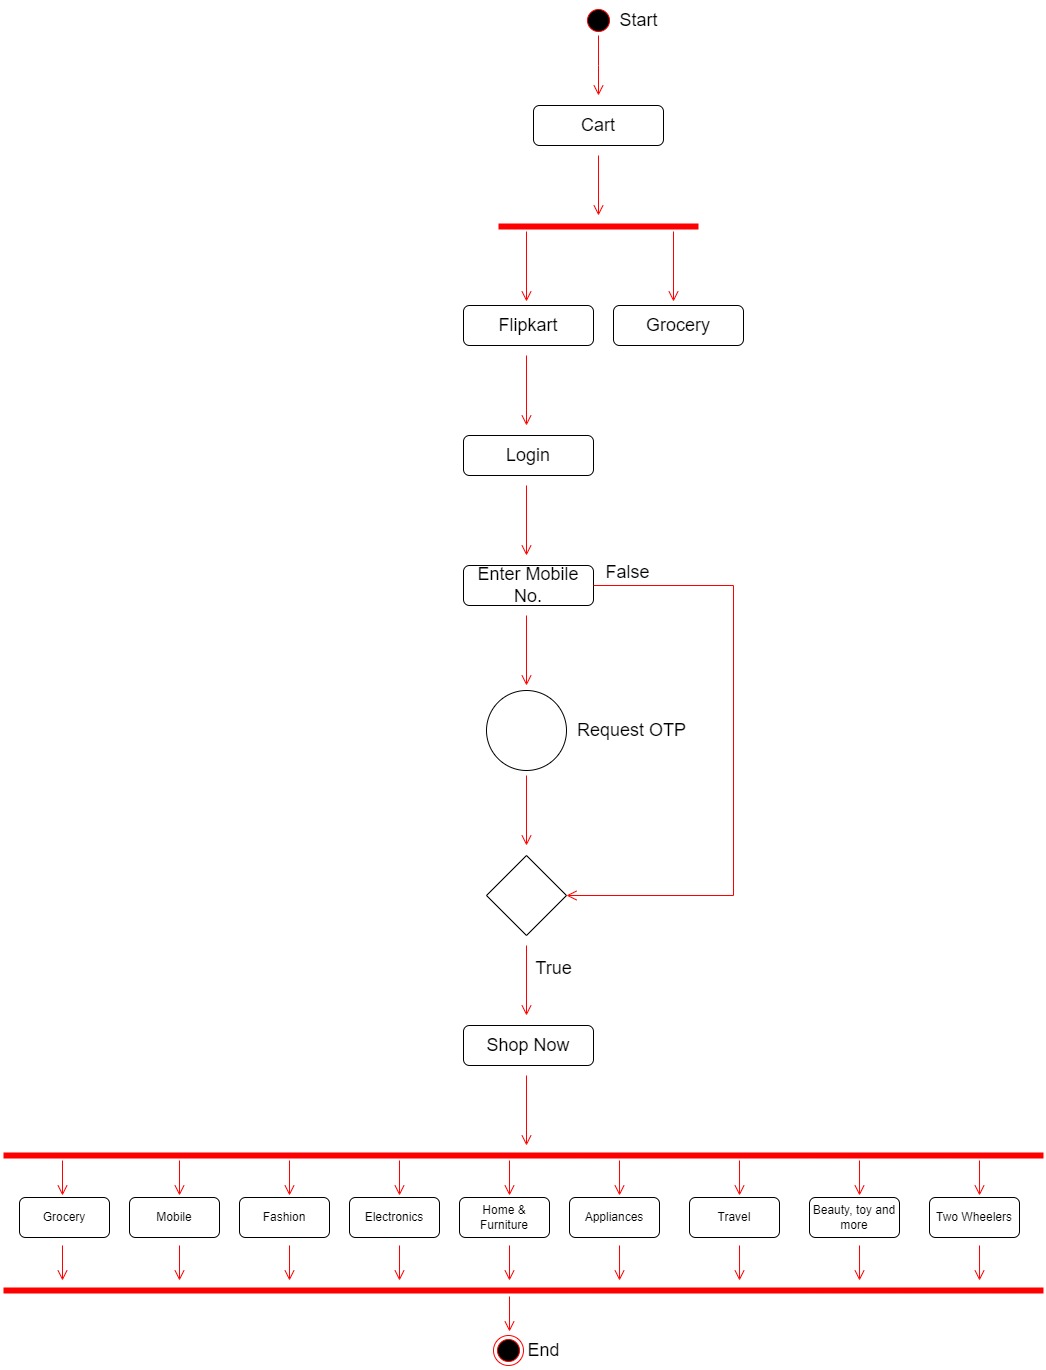 Start
Cart
Flipkart
Grocery
Login
Enter Mobile
No.
False
Request OTP
True
Shop Now
Grocery
Mobile
Fashion
Electronics
Home &
Furniture
Appliances
Travel
Beauty, toy and
more
Two Wheelers
End